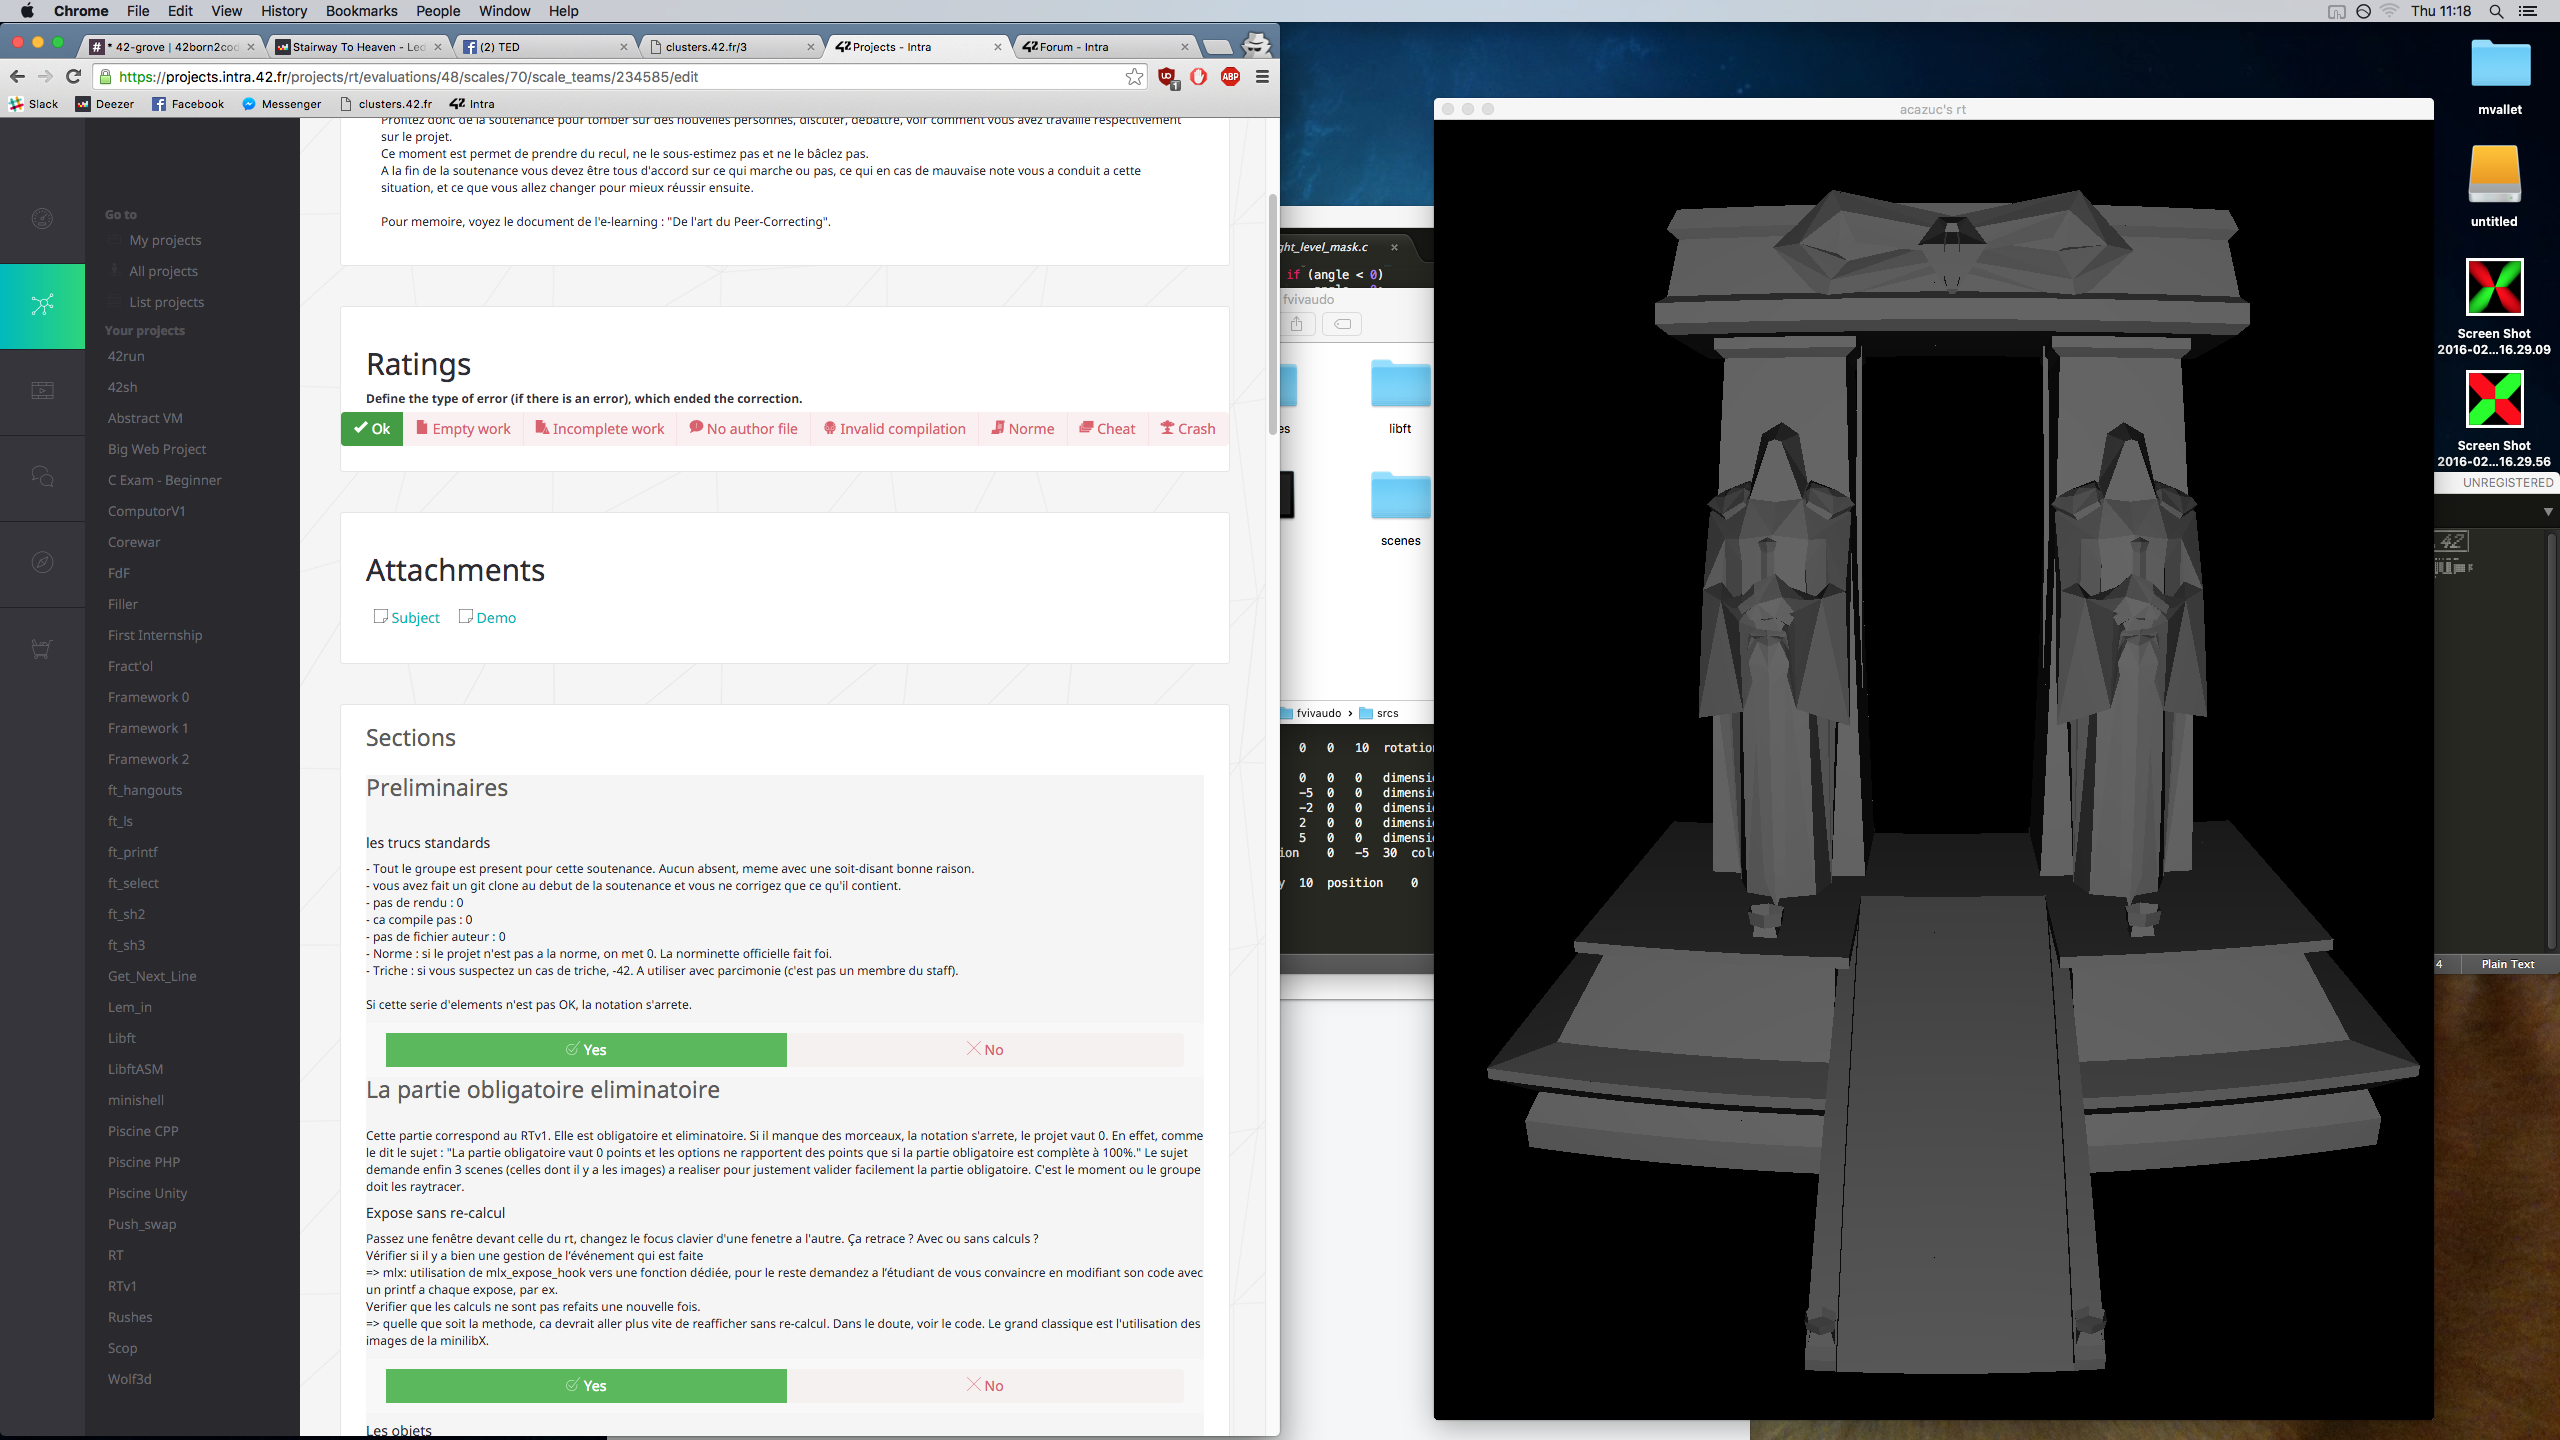 Chrome File Edit View History Bookmarks People Window Help
Thu 11:18
* 42-grove | 42born2cod
Stairway To Heaven - Led
(2) TED
clusters.42.fr/3
Projects - Intra
Forum - Intra
https://projects.intra.42.fr/projects/rt/evaluations/48/scales/70/scale_teams/234585/edit
Slack Deezer Facebook Messenger clusters.42.fr Intra
Go to
My projects
All projects
List projects
Your projects
42run
42sh
Abstract VM
Big Web Project
C Exam - Beginner
ComputorV1
Corewar
FdF
Filler
First Internship
Fract'ol
Framework 0
Framework 1
Framework 2
ft_hangouts
ft_ls
ft_printf
ft_select
ft_sh2
ft_sh3
Get_Next_Line
Lem_in
Libft
LibftASM
minishell
Piscine CPP
Piscine PHP
Piscine Unity
Push_swap
RT
RTv1
Rushes
Scop
Wolf3d
Profitez donc de la soutenance pour tomber sur des nouvelles personnes, discuter, debattre, voir comment vous avez travaille respectivement
sur le projet.
Ce moment est permet de prendre du recul, ne le sous-estimez pas et ne le bâclez pas.
A la fin de la soutenance vous devez être tous d'accord sur ce qui marche ou pas, ce qui en cas de mauvaise note vous a conduit a cette
situation, et ce que vous allez changer pour mieux réussir ensuite.
Pour memoire, voyez le document de l'e-learning : "De l'art du Peer-Correcting".
Ratings
Define the type of error (if there is an error), which ended the correction.
Ok Empty work Incomplete work No author file Invalid compilation Norme Cheat Crash
Attachments
Subject Demo
Sections
Preliminaires
les trucs standards
- Tout le groupe est present pour cette soutenance. Aucun absent, meme avec une soit-disant bonne raison.
- vous avez fait un git clone au debut de la soutenance et vous ne corrigez que ce qu'il contient.
- pas de rendu : 0
- ca compile pas : 0
- pas de fichier auteur : 0
- Norme : si le projet n'est pas a la norme, on met 0. La norminette officielle fait foi.
- Triche : si vous suspectez un cas de triche, -42. A utiliser avec parcimonie (c'est pas un membre du staff).
Si cette serie d'elements n'est pas OK, la notation s'arrete.
Yes No
La partie obligatoire eliminatoire
Cette partie correspond au RTv1. Elle est obligatoire et eliminatoire. Si il manque des morceaux, la notation s'arrete, le projet vaut 0. En effet, comme
le dit le sujet : "La partie obligatoire vaut 0 points et les options ne rapportent des points que si la partie obligatoire est complète à 100%." Le sujet
demande enfin 3 scenes (celles dont il y a les images) a realiser pour justement valider facilement la partie obligatoire. C'est le moment ou le groupe
doit les raytracer.
Expose sans re-calcul
Passez une fenêtre devant celle du rt, changez le focus clavier d'une fenetre a l'autre. Ça retrace ? Avec ou sans calculs ?
Vérifier si il y a bien une gestion de l'événement qui est faite
=> mlx: utilisation de mlx_expose_hook vers une fonction dédiée, pour le reste demandez a l'étudiant de vous convaincre en modifiant son code avec
un printf a chaque expose, par ex.
Verifier que les calculs ne sont pas refaits une nouvelle fois.
=> quelle que soit la methode, ca devrait aller plus vite de reafficher sans re-calcul. Dans le doute, voir le code. Le grand classique est l'utilisation des
images de la minilibX.
Yes No
Les objets
ght_level_mask.c
if (angle < 0)
fvivaudo
es
libft
scenes
fvivaudo › srcs
0 0 10 rotation
0 0 0 dimensi
-5 0 0 dimensi
-2 0 0 dimensi
2 0 0 dimensi
5 0 0 dimensi
ion 0 -5 30 colo
y 10 position 0
acazuc's rt
mvallet
untitled
Screen Shot
2016-02...16.29.09
Screen Shot
2016-02...16.29.56
UNREGISTERED
42
4 Plain Text